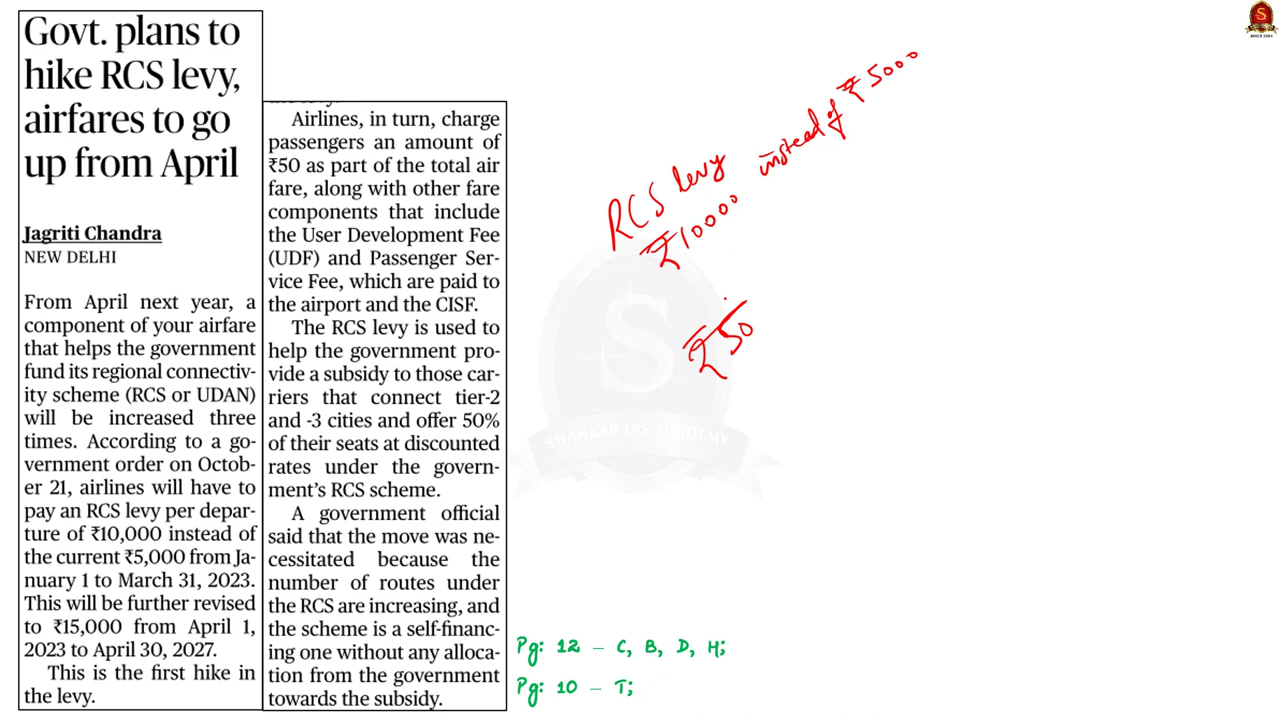 Govt. plans to
hike RCS levy,
airfares to go
up from April
Jagriti Chandra
NEW DELHI
From April next year, a
component of your airfare
that helps the government
fund its regional connectiv-
ity scheme (RCS or UDAN)
will be increased three
times. According to a go-
vernment order on Octob-
er 21, airlines will have to
pay an RCS levy per depar-
ture of ₹10,000 instead of
the current ₹5,000 from Ja-
nuary 1 to March 31, 2023.
This will be further revised
to ₹15,000 from April 1,
2023 to April 30, 2027.
This is the first hike in
the levy.
Airlines, in turn, charge
passengers an amount of
₹50 as part of the total air
fare, along with other fare
components that include
the User Development Fee
(UDF) and Passenger Ser-
vice Fee, which are paid to
the airport and the CISF.
The RCS levy is used to
help the government pro-
vide a subsidy to those car-
riers that connect tier-2
and -3 cities and offer 50%
of their seats at discounted
rates under the govern-
ment's RCS scheme.
A government official
said that the move was ne-
cessitated because the
number of routes under
the RCS are increasing, and
the scheme is a self-financ-
ing one without any alloca-
tion from the government
towards the subsidy.
RCS levy
₹10000 instead of ₹5000
₹50
SHANKAR IAS ACADEMY
Pg: 12 – C, B, D, H;
Pg: 10 – T;
S